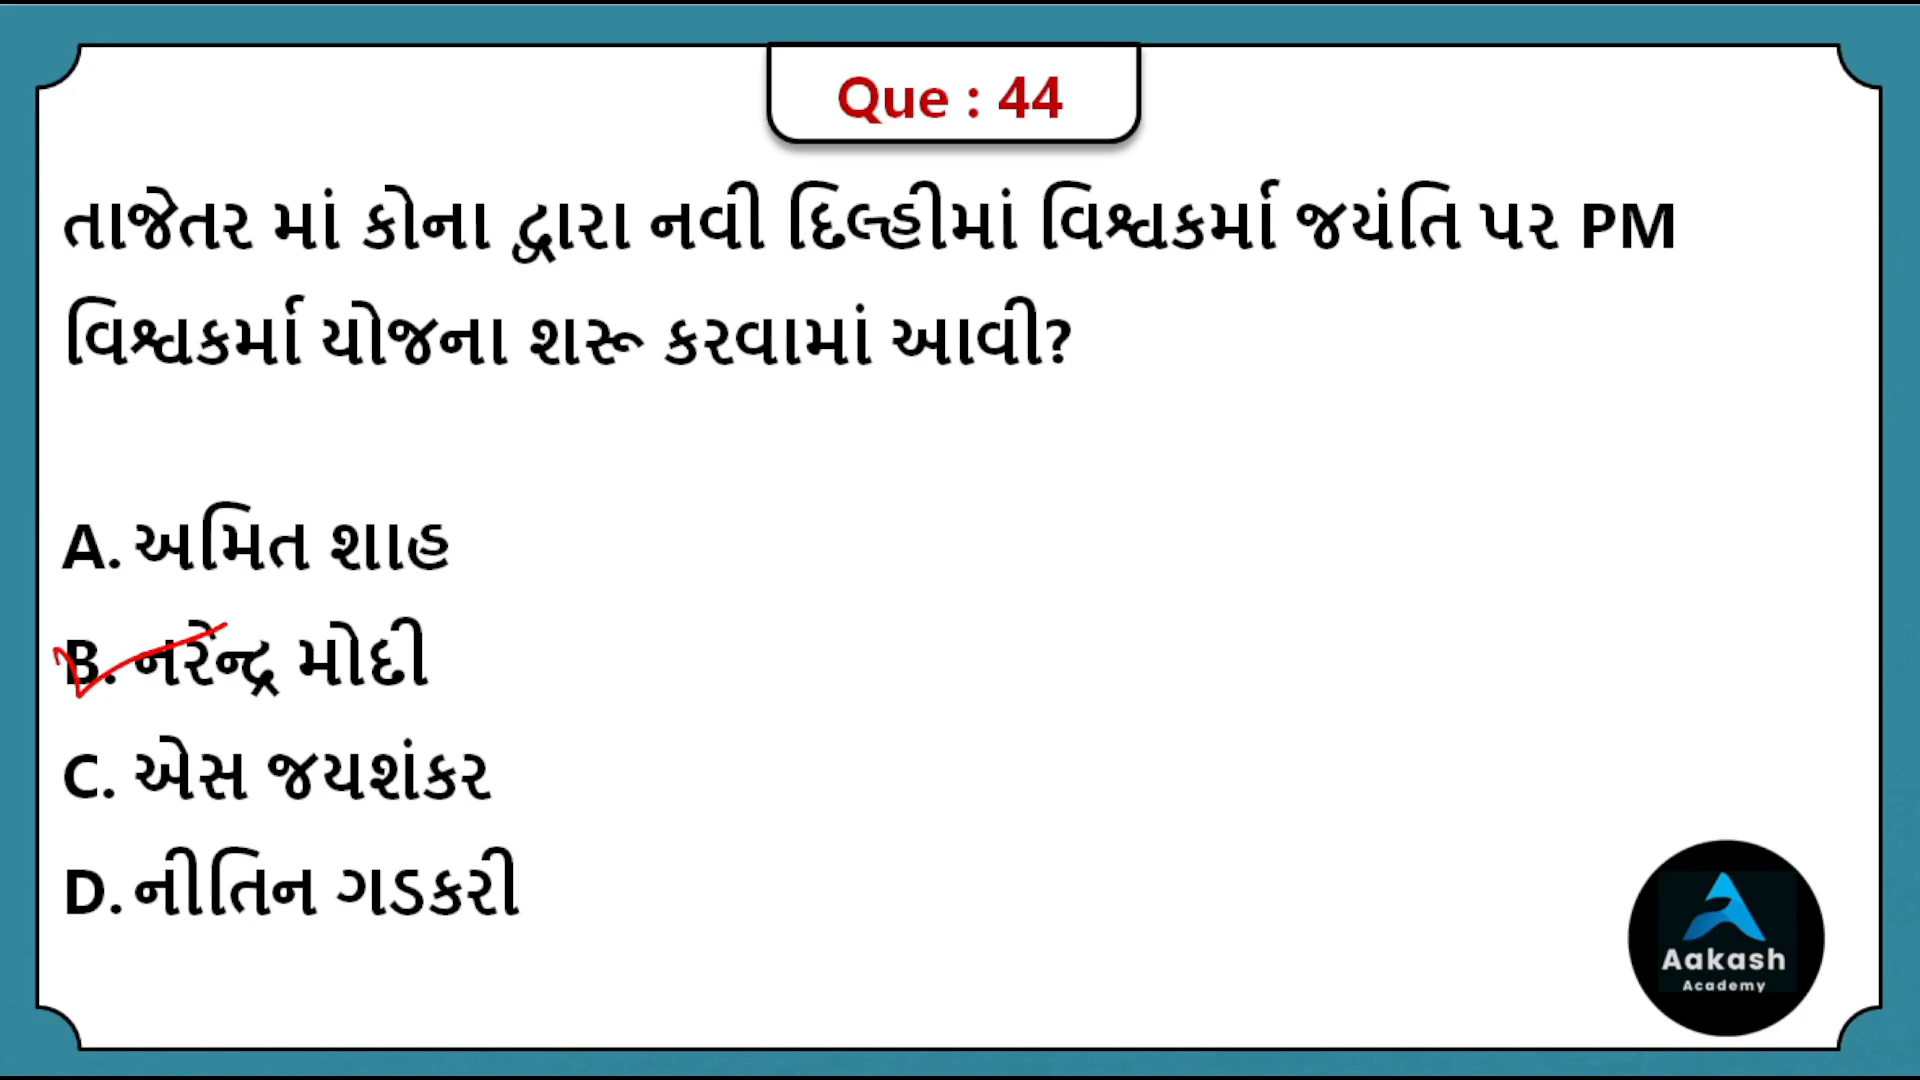 Que : 44
તાજેતર માં કોના દ્વારા નવી દિલ્હીમાં વિશ્વકર્મા જયંતિ પર PM
વિશ્વકર્મા યોજના શરૂ કરવામાં આવી?
A. અમિત શાહ
B. નરેન્દ્ર મોદી
C. એસ જયશંકર
D. નીતિન ગડકરી
Aakash
Academy